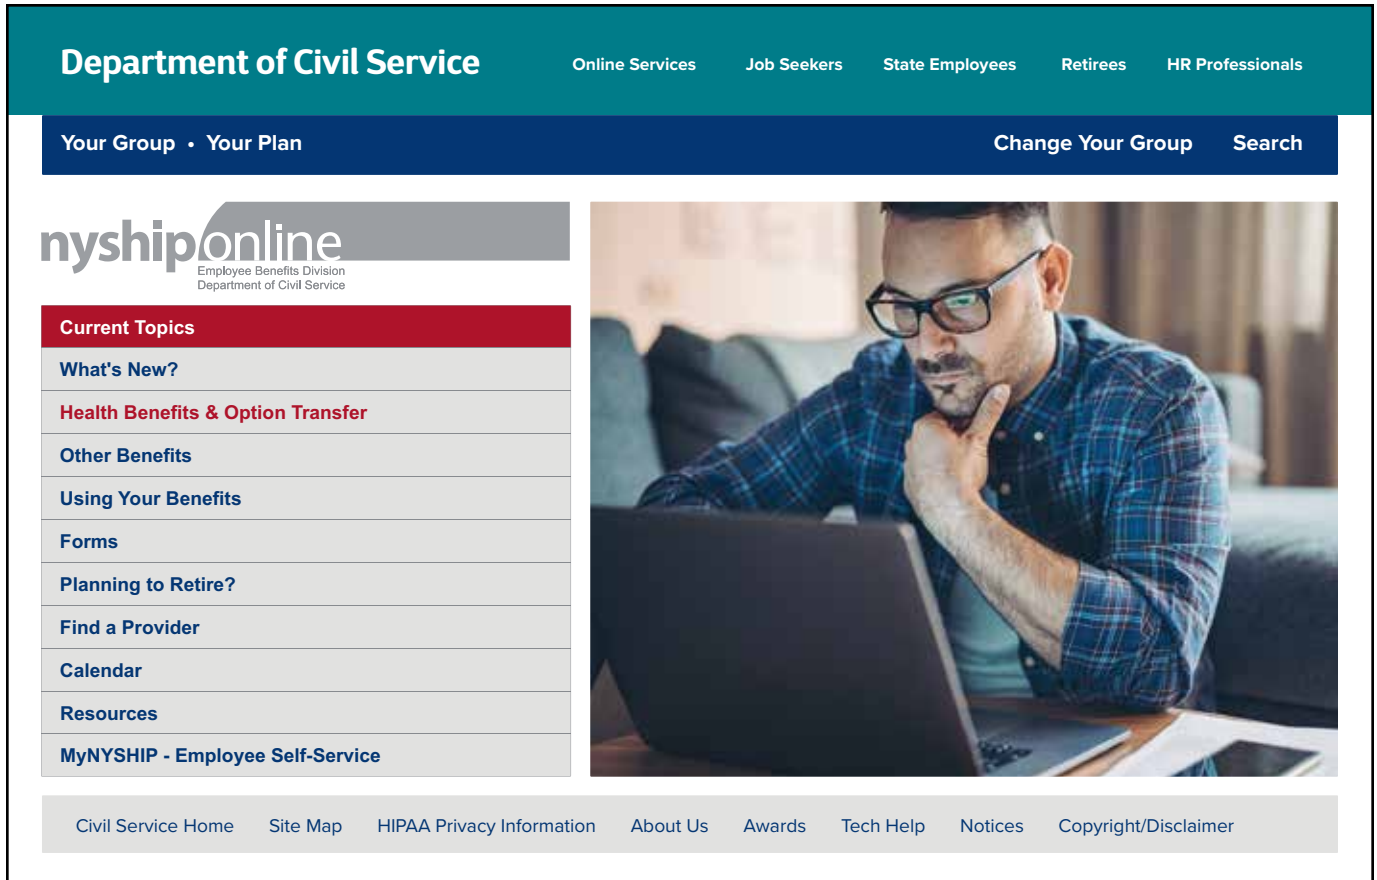 Department of Civil Service
Online Services Job Seekers State Employees Retirees HR Professionals
Your Group • Your Plan
Change Your Group Search
nyshiponline
Employee Benefits Division
Department of Civil Service
Current Topics
What's New?
Health Benefits & Option Transfer
Other Benefits
Using Your Benefits
Forms
Planning to Retire?
Find a Provider
Calendar
Resources
MyNYSHIP - Employee Self-Service
Civil Service Home Site Map HIPAA Privacy Information About Us Awards Tech Help Notices Copyright/Disclaimer